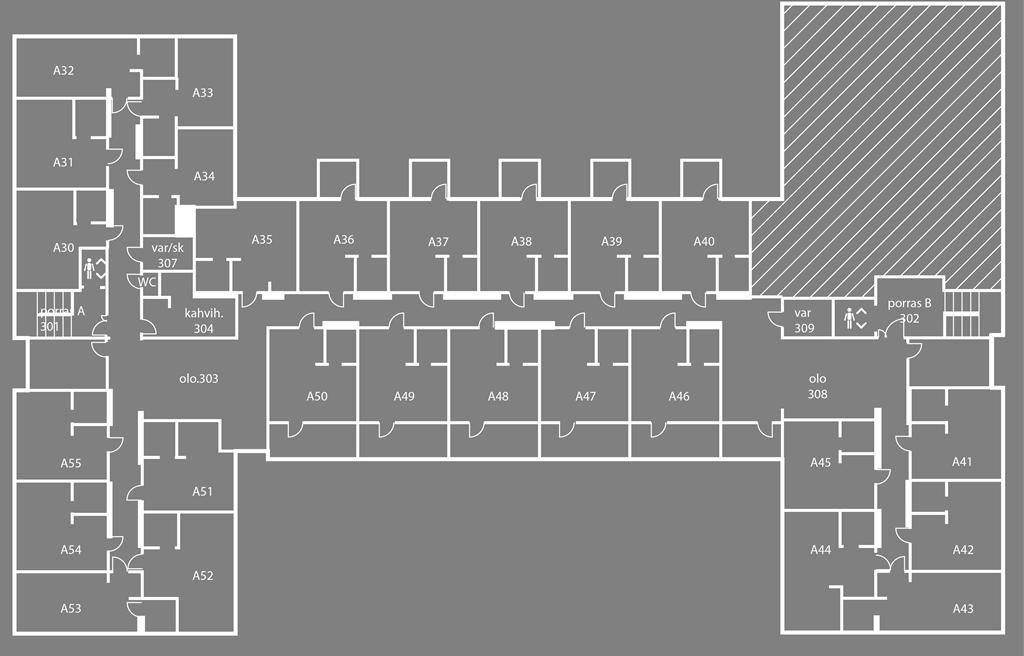 A32
A33
A31
A34
A30
var/sk
307
WC
porras A
301
kahvih.
304
A35
A36
A37
A38
A39
A40
var
309
porras B
302
olo.303
olo
308
A50
A49
A48
A47
A46
A55
A51
A54
A52
A53
A45
A41
A44
A42
A43